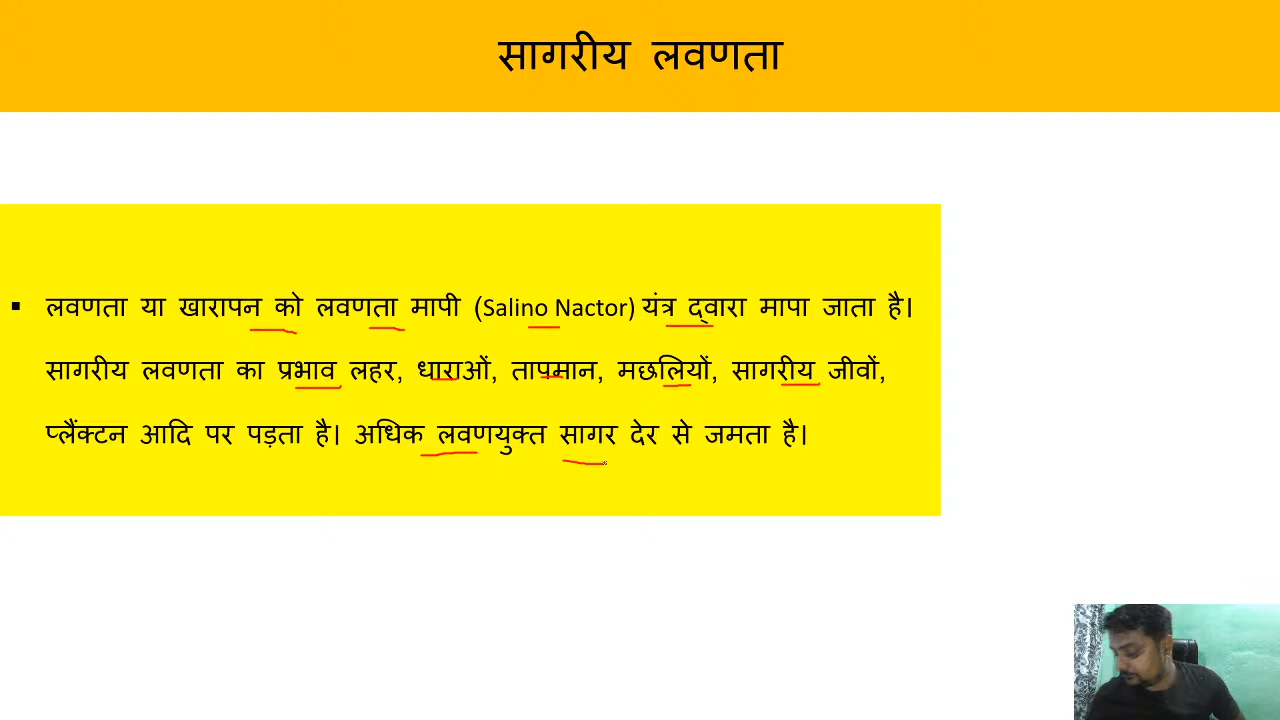 सागरीय लवणता
▪ लवणता या खारापन को लवणता मापी (Salino Nactor) यंत्र द्वारा मापा जाता है।
सागरीय लवणता का प्रभाव लहर, धाराओं, तापमान, मछलियों, सागरीय जीवों,
प्लैंक्टन आदि पर पड़ता है। अधिक लवणयुक्त सागर देर से जमता है।